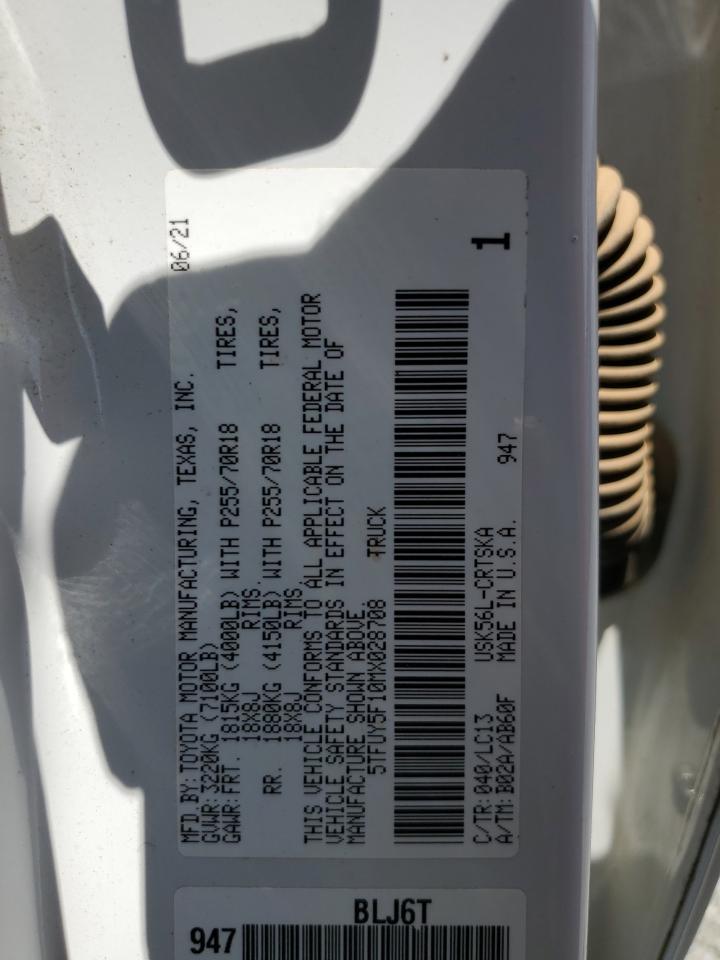 MFD.BY:TOYOTA MOTOR MANUFACTURING, TEXAS, INC. 06/21
GVWR:3220KG (7100LB)
GAWR:FRT. 1815KG (4000LB) WITH P255/70R18 TIRES,
18X8J RIMS.
RR. 1880KG (4150LB) WITH P255/70R18 TIRES,
18X8J RIMS
THIS VEHICLE CONFORMS TO ALL APPLICABLE FEDERAL MOTOR
VEHICLE SAFETY STANDARDS IN EFFECT ON THE DATE OF
MANUFACTURE SHOWN ABOVE.
5TFUY5F10MX028708 TRUCK
C/TR:040/LC13 USK56L-CRTSKA 1
A/TM:B02A/AB60F MADE IN U.S.A. 947
BLJ6T
947